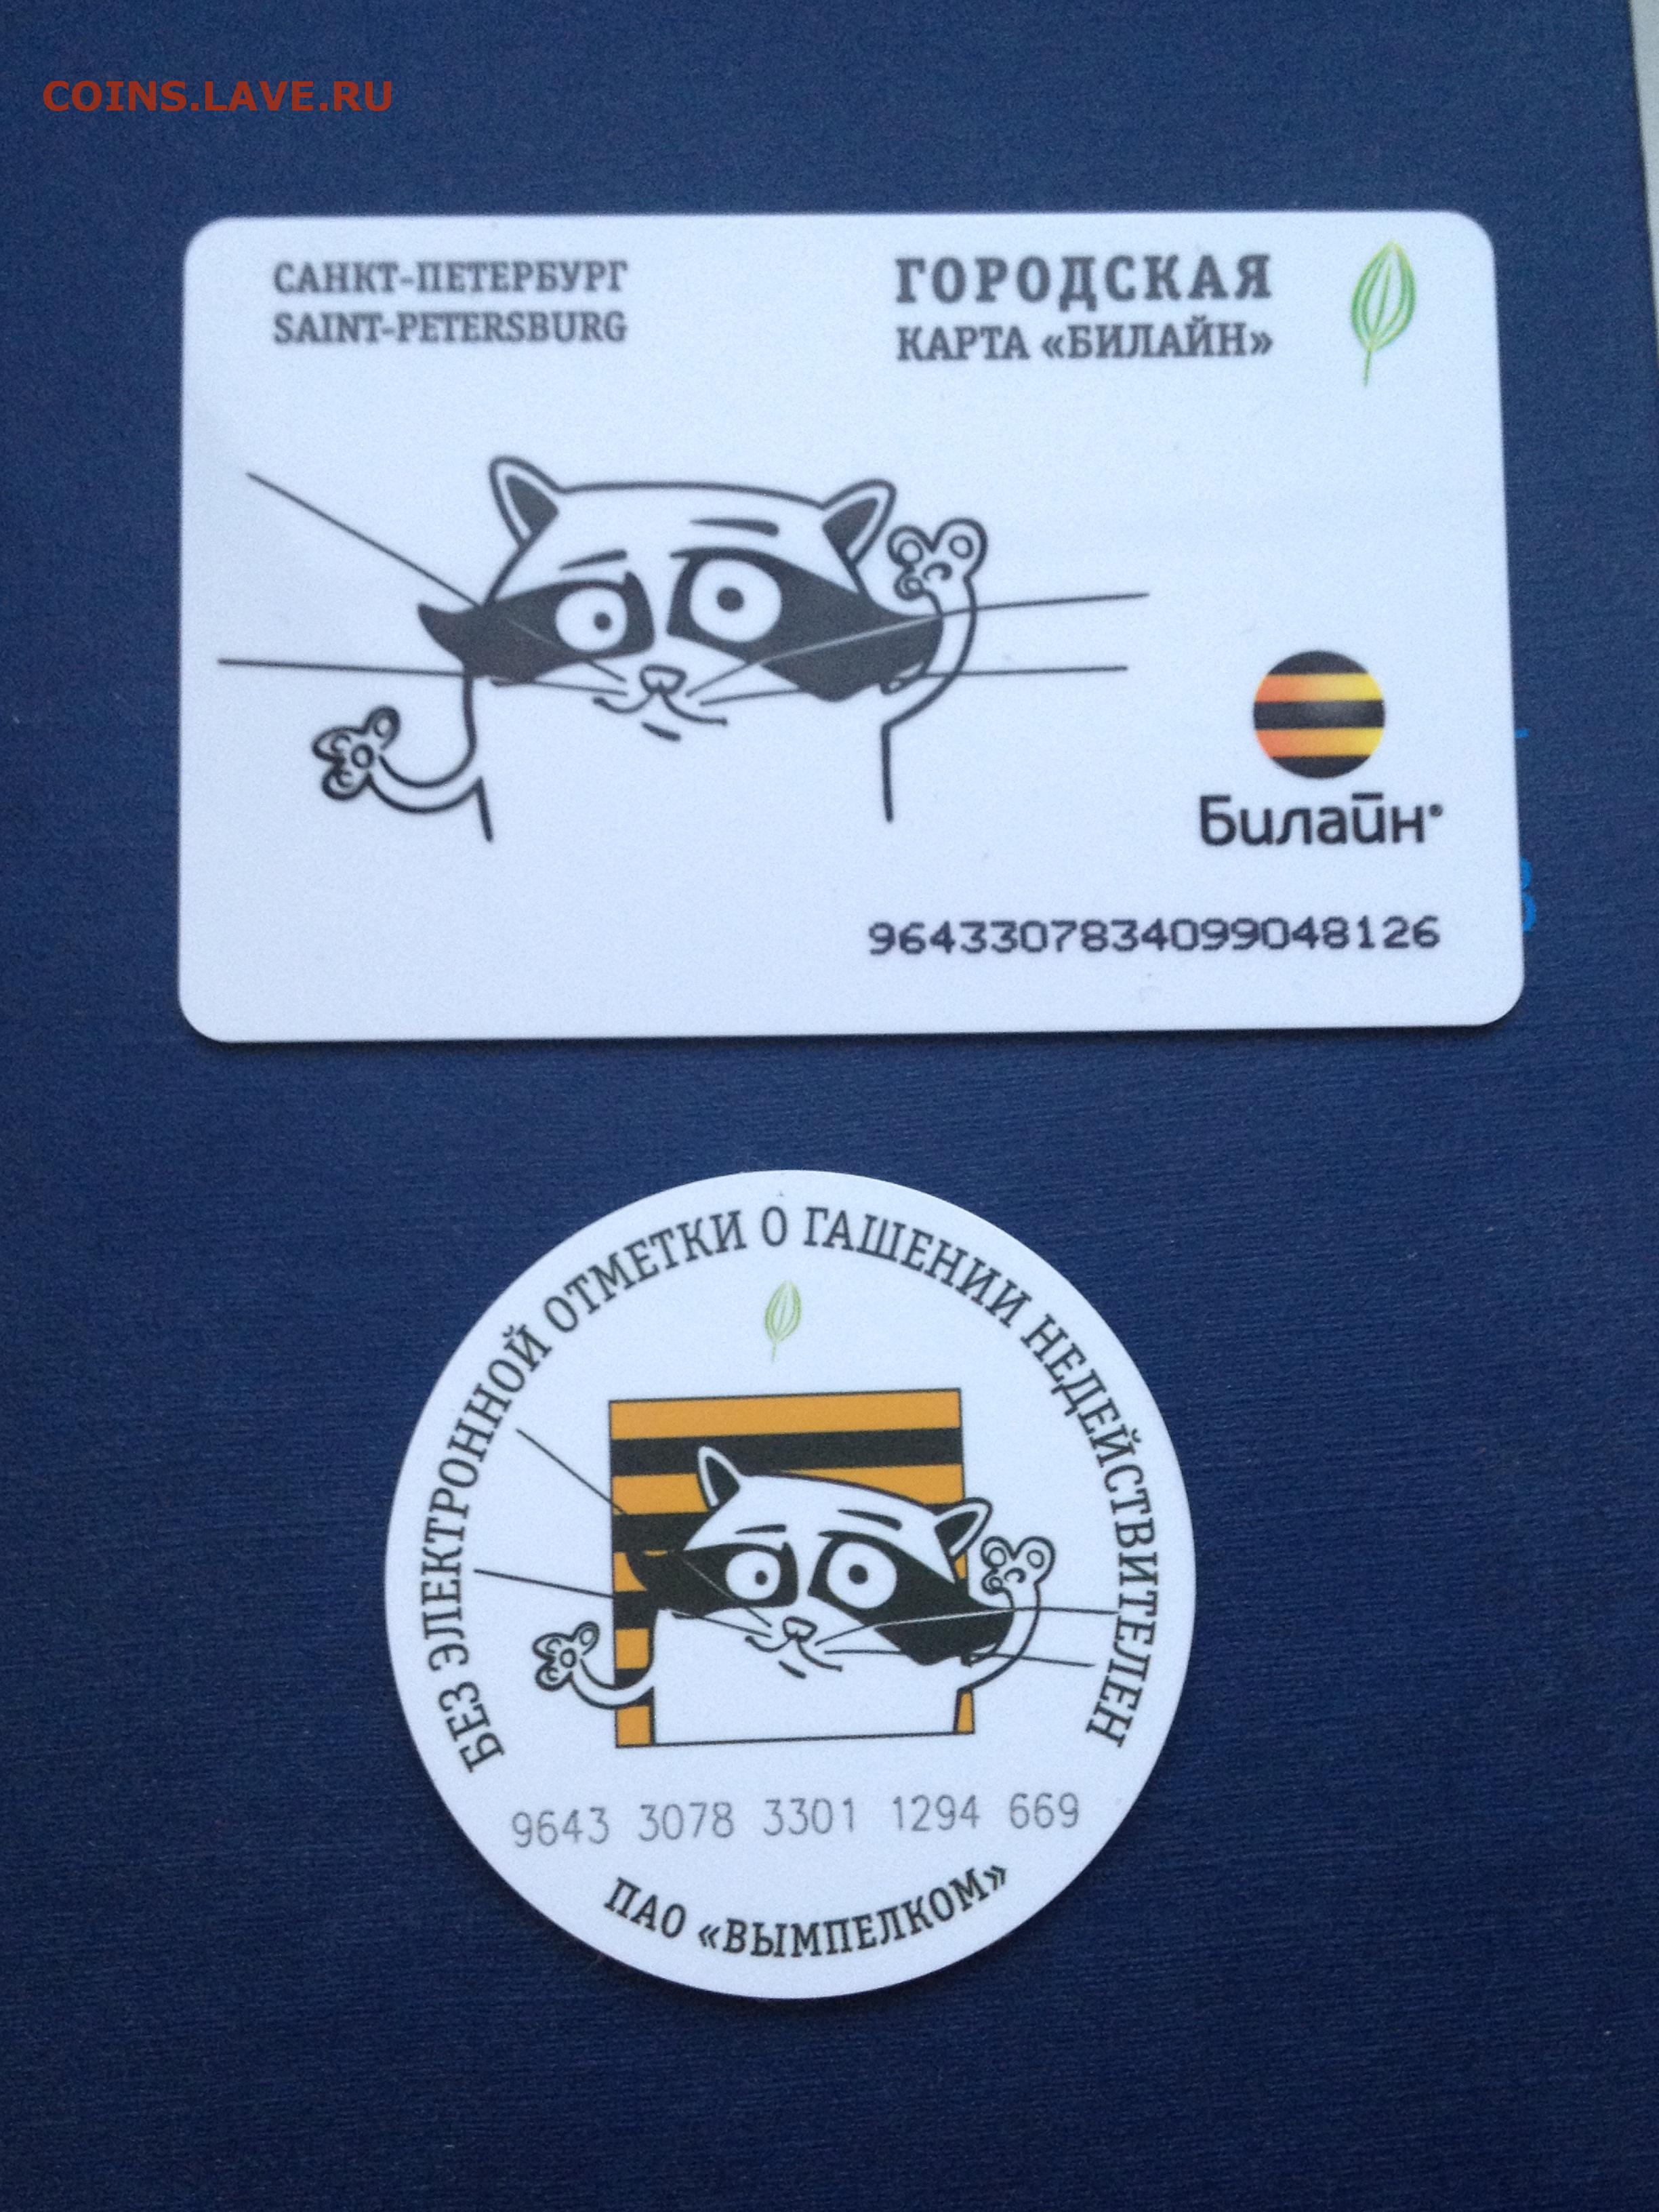 COINS.LAVE.RU
САНКТ-ПЕТЕРБУРГ
SAINT-PETERSBURG
ГОРОДСКАЯ
КАРТА «БИЛАЙН»
Билайн®
9643307834099048126
БЕЗ ЭЛЕКТРОННОЙ ОТМЕТКИ О ГАШЕНИИ НЕДЕЙСТВИТЕЛЕН
9643 3078 3301 1294 669
ПАО «ВЫМПЕЛКОМ»